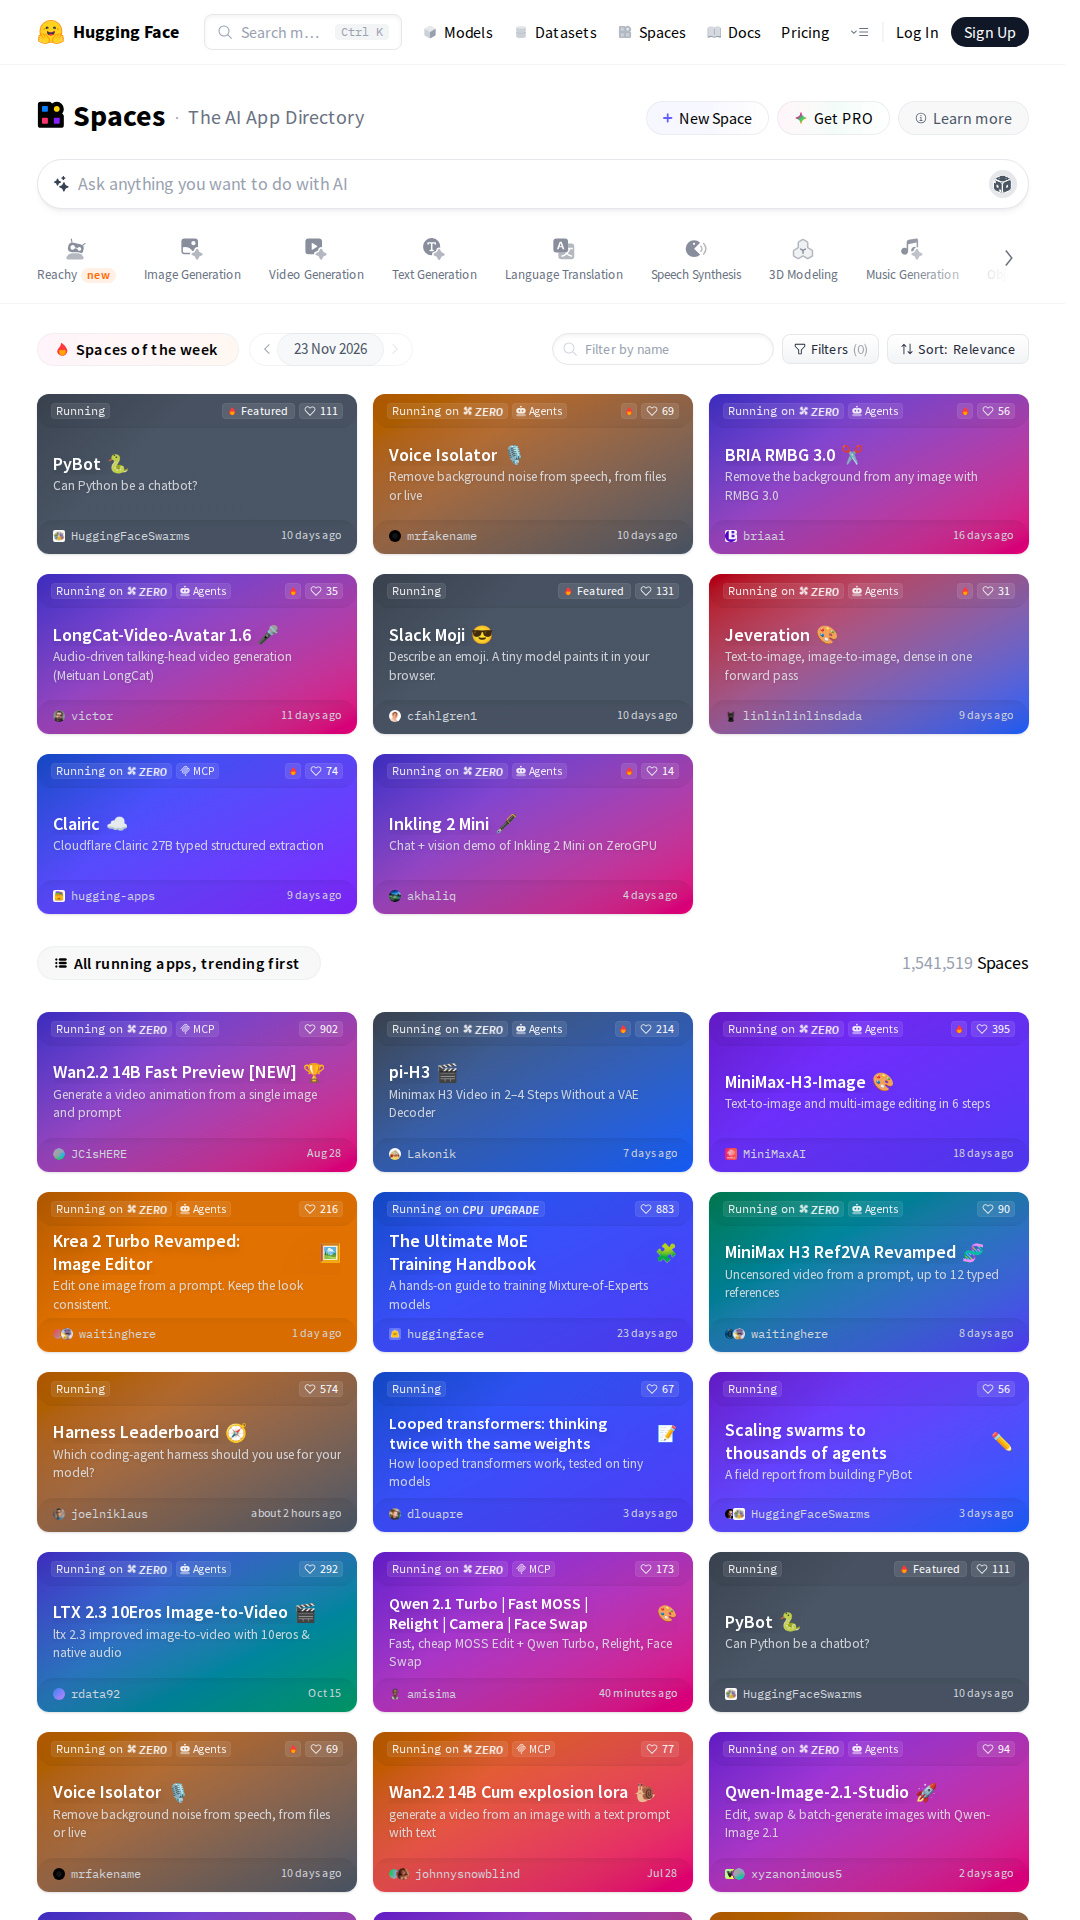 Hugging Face
Search m…
Ctrl K
Models
Datasets
Spaces
Docs
Pricing
Log In
Sign Up
Spaces · The AI App Directory
New Space
Get PRO
Learn more
Ask anything you want to do with AI
Reachy new
Image Generation
Video Generation
Text Generation
Language Translation
Speech Synthesis
3D Modeling
Music Generation
Spaces of the week
23 Nov 2026
Filter by name
Filters (0)
Sort: Relevance
Running
Featured
111
PyBot
Can Python be a chatbot?
HuggingFaceSwarms
10 days ago
Running on ZERO
Agents
69
Voice Isolator
Remove background noise from speech, from files
or live
mrfakename
10 days ago
Running on ZERO
Agents
56
BRIA RMBG 3.0
Remove the background from any image with
RMBG 3.0
briaai
16 days ago
Running on ZERO
Agents
35
LongCat-Video-Avatar 1.6
Audio-driven talking-head video generation
(Meituan LongCat)
victor
11 days ago
Running
Featured
131
Slack Moji
Describe an emoji. A tiny model paints it in your
browser.
cfahlgren1
10 days ago
Running on ZERO
Agents
31
Jeveration
Text-to-image, image-to-image, dense in one
forward pass
linlinlinlinsdada
9 days ago
Running on ZERO
MCP
74
Clairic
Cloudflare Clairic 27B typed structured extraction
hugging-apps
9 days ago
Running on ZERO
Agents
14
Inkling 2 Mini
Chat + vision demo of Inkling 2 Mini on ZeroGPU
akhaliq
4 days ago
All running apps, trending first
1,541,519 Spaces
Running on ZERO
MCP
902
Wan2.2 14B Fast Preview [NEW]
Generate a video animation from a single image
and prompt
JCisHERE
Aug 28
Running on ZERO
Agents
214
pi-H3
Minimax H3 Video in 2–4 Steps Without a VAE
Decoder
Lakonik
7 days ago
Running on ZERO
Agents
395
MiniMax-H3-Image
Text-to-image and multi-image editing in 6 steps
MiniMaxAI
18 days ago
Running on ZERO
Agents
216
Krea 2 Turbo Revamped:
Image Editor
Edit one image from a prompt. Keep the look
consistent.
waitinghere
1 day ago
Running on CPU UPGRADE
883
The Ultimate MoE
Training Handbook
A hands-on guide to training Mixture-of-Experts
models
huggingface
23 days ago
Running on ZERO
Agents
90
MiniMax H3 Ref2VA Revamped
Uncensored video from a prompt, up to 12 typed
references
waitinghere
8 days ago
Running
574
Harness Leaderboard
Which coding-agent harness should you use for your
model?
joelniklaus
about 2 hours ago
Running
67
Looped transformers: thinking
twice with the same weights
How looped transformers work, tested on tiny
models
dlouapre
3 days ago
Running
56
Scaling swarms to
thousands of agents
A field report from building PyBot
HuggingFaceSwarms
3 days ago
Running on ZERO
Agents
292
LTX 2.3 10Eros Image-to-Video
ltx 2.3 improved image-to-video with 10eros &
native audio
rdata92
Oct 15
Running on ZERO
MCP
173
Qwen 2.1 Turbo | Fast MOSS |
Relight | Camera | Face Swap
Fast, cheap MOSS Edit + Qwen Turbo, Relight, Face
Swap
amisima
40 minutes ago
Running
Featured
111
PyBot
Can Python be a chatbot?
HuggingFaceSwarms
10 days ago
Running on ZERO
Agents
69
Voice Isolator
Remove background noise from speech, from files
or live
mrfakename
10 days ago
Running on ZERO
MCP
77
Wan2.2 14B Cum explosion lora
generate a video from an image with a text prompt
with text
johnnysnowblind
Jul 28
Running on ZERO
Agents
94
Qwen-Image-2.1-Studio
Edit, swap & batch-generate images with Qwen-
Image 2.1
xyzanonimous5
2 days ago